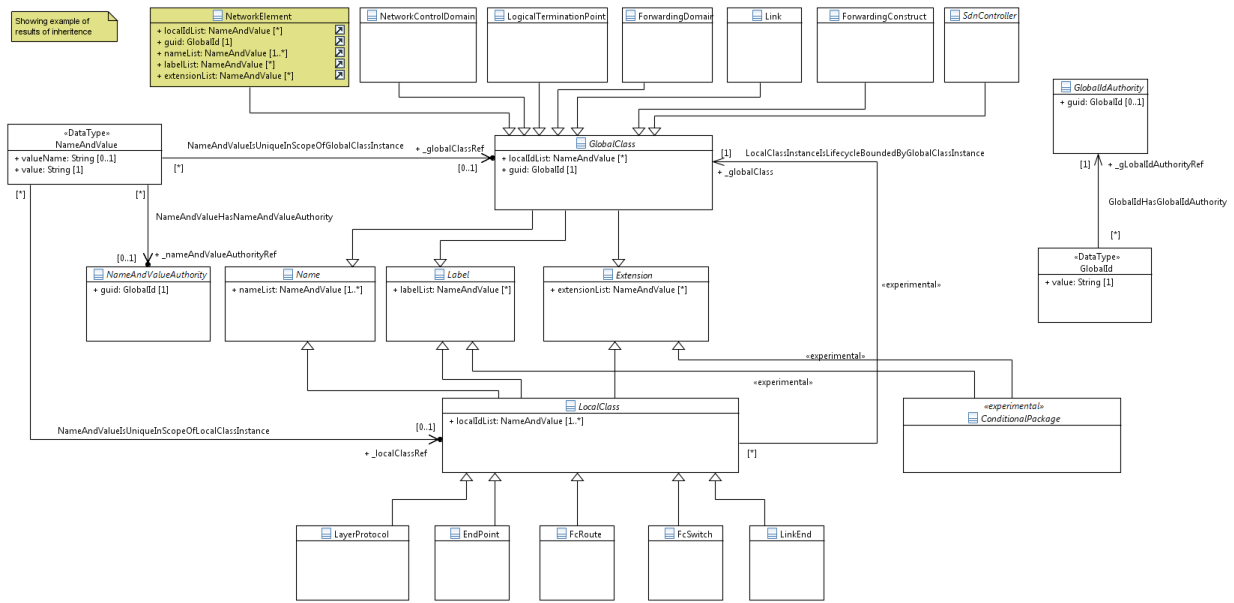 Showing example of
results of inheritence
NetworkElement
+ localIdList: NameAndValue [*]
+ guid: GlobalId [1]
+ nameList: NameAndValue [1..*]
+ labelList: NameAndValue [*]
+ extensionList: NameAndValue [*]
NetworkControlDomain
LogicalTerminationPoint
ForwardingDomain
Link
ForwardingConstruct
SdnController
GlobalIdAuthority
+ guid: GlobalId [0..1]
«DataType»
NameAndValue
+ valueName: String [0..1]
+ value: String [1]
NameAndValueIsUniqueInScopeOfGlobalClassInstance
+ _globalClassRef
[*]
[0..1]
GlobalClass
+ localIdList: NameAndValue [*]
+ guid: GlobalId [1]
[1]
LocalClassInstanceIsLifecycleBoundedByGlobalClassInstance
+ _globalClass
[1]
+ _gLobalIdAuthorityRef
GlobalIdHasGlobalIdAuthority
[*]
[*]
[*]
NameAndValueHasNameAndValueAuthority
[0..1]
+ _nameAndValueAuthorityRef
«DataType»
GlobalId
+ value: String [1]
NameAndValueAuthority
+ guid: GlobalId [1]
Name
+ nameList: NameAndValue [1..*]
Label
+ labelList: NameAndValue [*]
Extension
+ extensionList: NameAndValue [*]
«experimental»
«experimental»
«experimental»
LocalClass
+ localIdList: NameAndValue [1..*]
«experimental»
ConditionalPackage
NameAndValueIsUniqueInScopeOfLocalClassInstance
[0..1]
+ _localClassRef
[*]
LayerProtocol
EndPoint
FcRoute
FcSwitch
LinkEnd